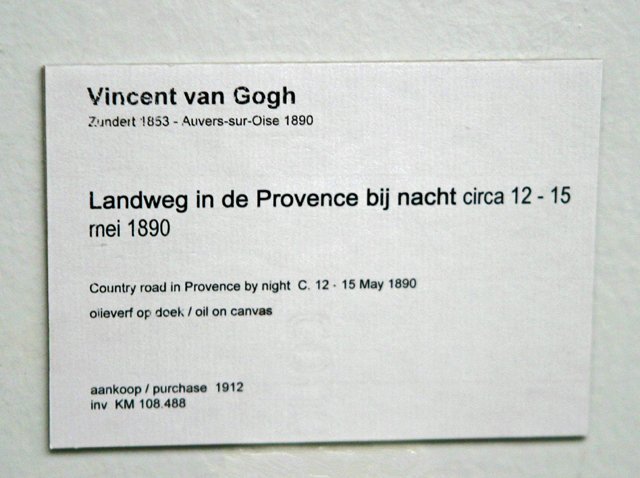 Vincent van Gogh
Zundert 1853 - Auvers-sur-Oise 1890
Landweg in de Provence bij nacht circa 12 - 15
mei 1890
Country road in Provence by night C. 12 - 15 May 1890
olieverf op doek / oil on canvas
aankoop / purchase 1912
inv KM 108.488